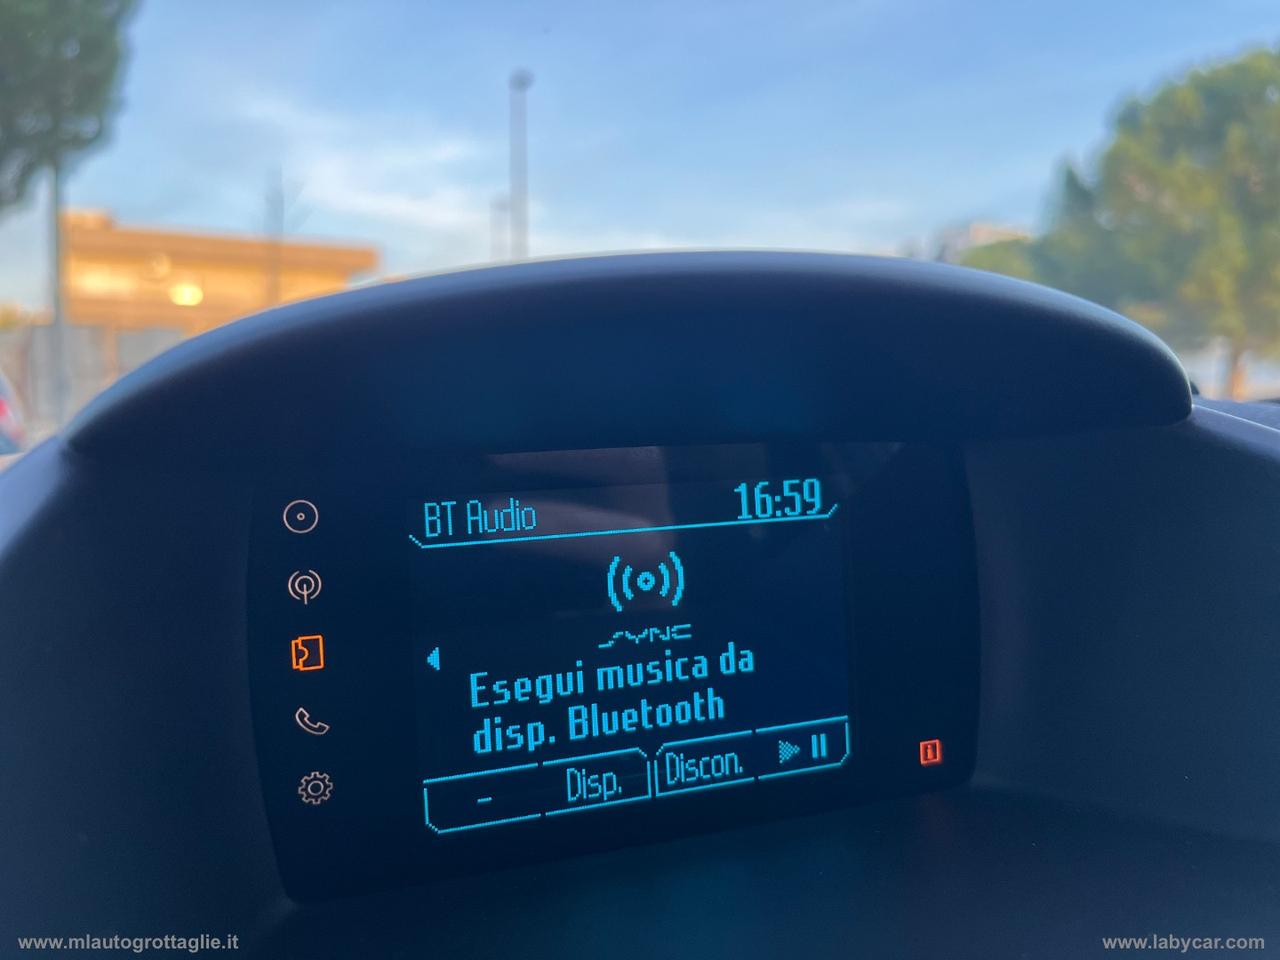 BT Audio 16:59
SYNC
Esegui musica da
disp. Bluetooth
- Disp. Discon.
i
www.mlautogrottaglie.it www.labycar.com